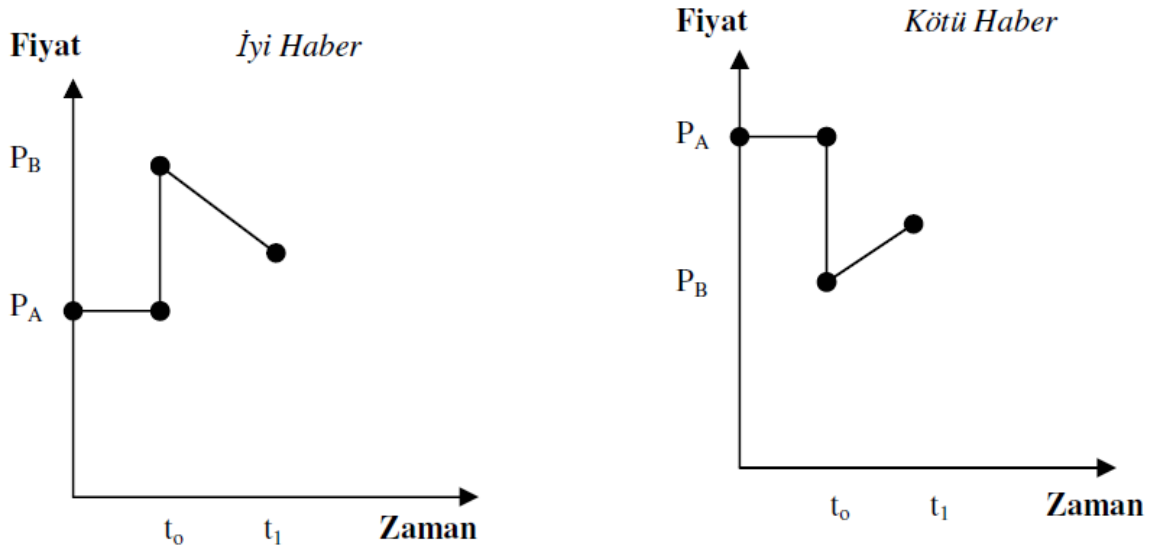 Fiyat İyi Haber
P_B
P_A
t_o t_1 Zaman
Fiyat Kötü Haber
P_A
P_B
t_o t_1 Zaman